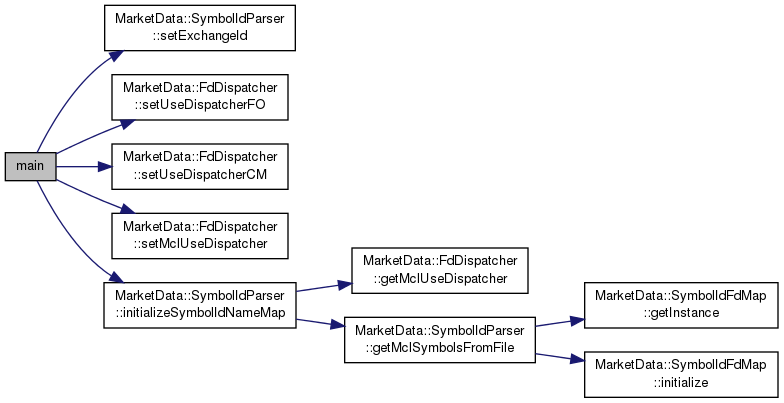 MarketData::SymbolIdParser
::setExchangeId
MarketData::FdDispatcher
::setUseDispatcherFO
main
MarketData::FdDispatcher
::setUseDispatcherCM
MarketData::FdDispatcher
::setMclUseDispatcher
MarketData::SymbolIdParser
::initializeSymbolIdNameMap
MarketData::FdDispatcher
::getMclUseDispatcher
MarketData::SymbolIdParser
::getMclSymbolsFromFile
MarketData::SymbolIdFdMap
::getInstance
MarketData::SymbolIdFdMap
::initialize